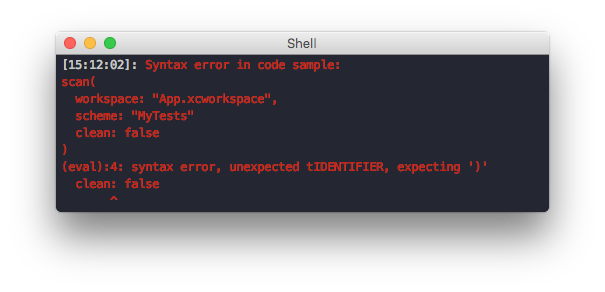 Shell
[15:12:02]: Syntax error in code sample:
scan(
  workspace: "App.xcworkspace",
  scheme: "MyTests"
  clean: false
)
(eval):4: syntax error, unexpected tIDENTIFIER, expecting ')'
  clean: false
       ^